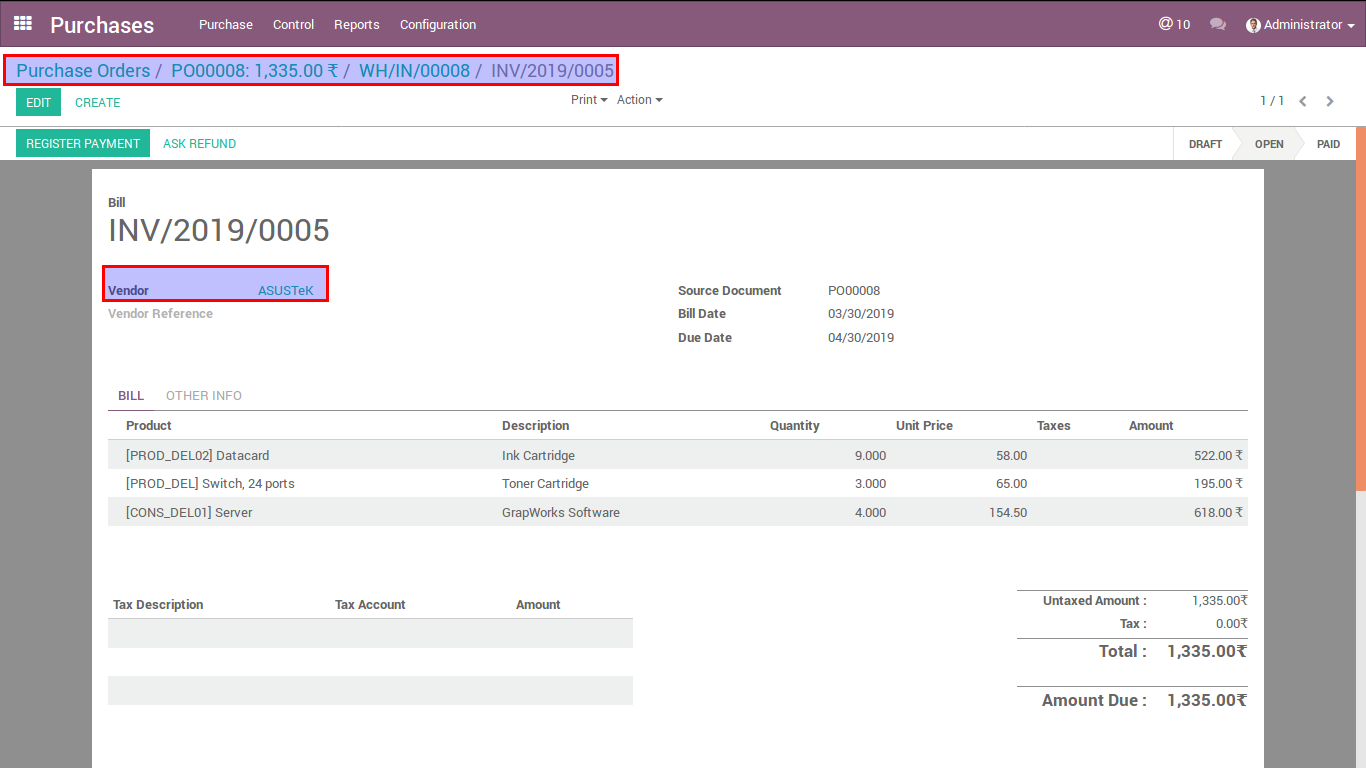 Purchases Purchase Control Reports Configuration @ 10 Administrator
Purchase Orders / PO00008: 1,335.00 ₹ / WH/IN/00008 / INV/2019/0005
EDIT CREATE Print Action 1 / 1
REGISTER PAYMENT ASK REFUND DRAFT OPEN PAID
Bill
INV/2019/0005
Vendor ASUSTeK Source Document PO00008
Vendor Reference Bill Date 03/30/2019
Due Date 04/30/2019
BILL OTHER INFO
Product Description Quantity Unit Price Taxes Amount
[PROD_DEL02] Datacard Ink Cartridge 9.000 58.00 522.00 ₹
[PROD_DEL] Switch, 24 ports Toner Cartridge 3.000 65.00 195.00 ₹
[CONS_DEL01] Server GrapWorks Software 4.000 154.50 618.00 ₹
Tax Description Tax Account Amount Untaxed Amount : 1,335.00₹
Tax : 0.00₹
Total : 1,335.00₹
Amount Due : 1,335.00₹